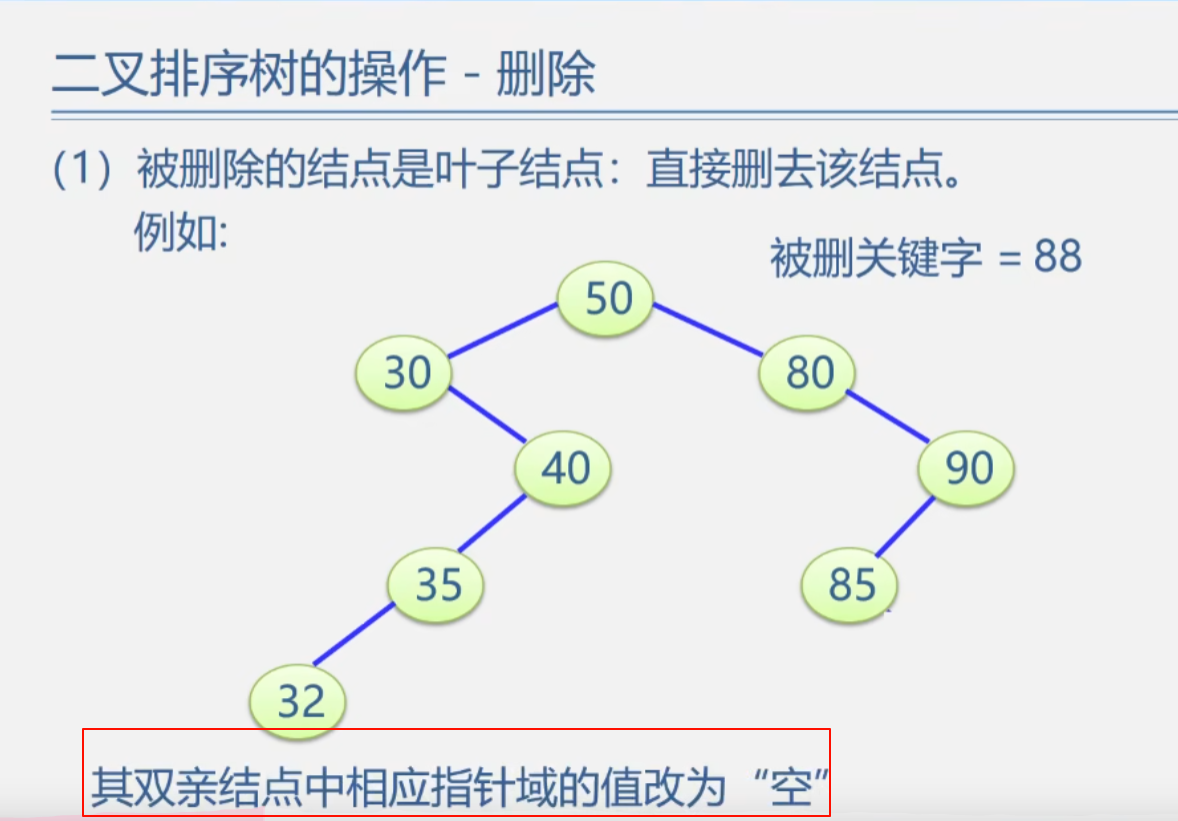 二叉排序树的操作 - 删除
（1）被删除的结点是叶子结点：直接删去该结点。
例如:
被删关键字 = 88
50
30
80
40
90
35
85
32
其双亲结点中相应指针域的值改为“空”